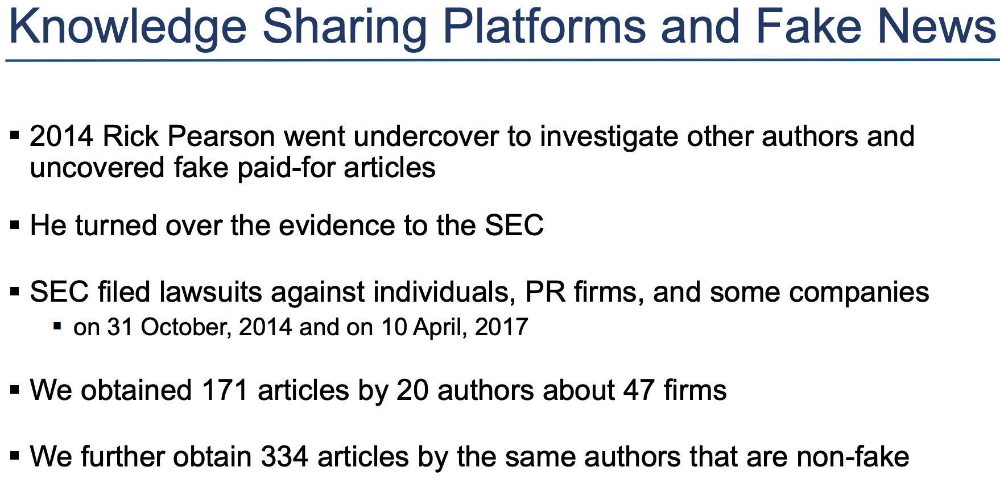 Knowledge Sharing Platforms and Fake News
▪ 2014 Rick Pearson went undercover to investigate other authors and
uncovered fake paid-for articles
▪ He turned over the evidence to the SEC
▪ SEC filed lawsuits against individuals, PR firms, and some companies
▪ on 31 October, 2014 and on 10 April, 2017
▪ We obtained 171 articles by 20 authors about 47 firms
▪ We further obtain 334 articles by the same authors that are non-fake